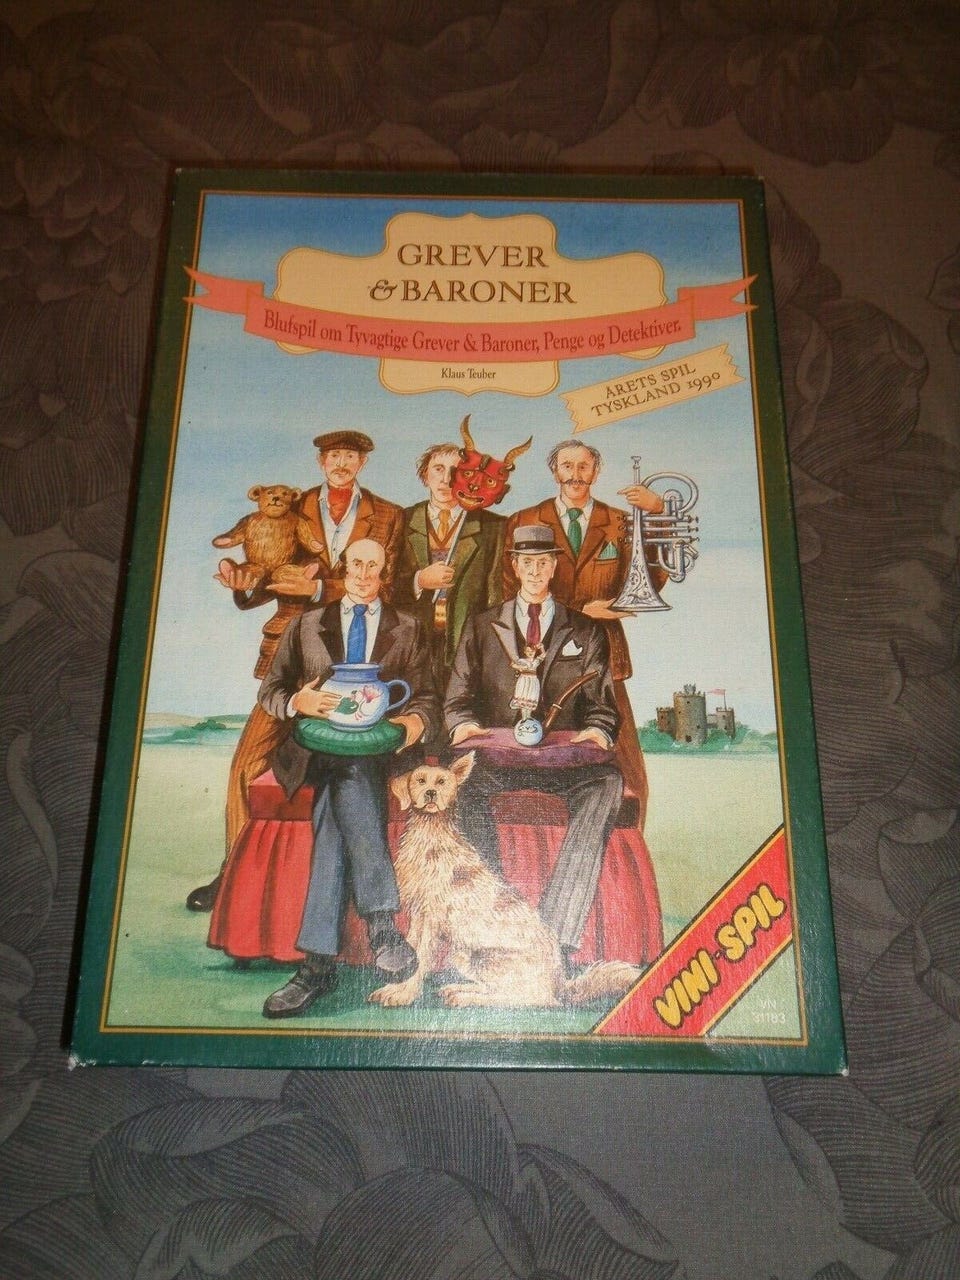 GREVER
& BARONER
Blufspil om Tyvagtige Grever & Baroner, Penge og Detektiver.
Klaus Teuber
ÅRETS SPIL
TYSKLAND 1990
VINI-SPIL
VN
31183